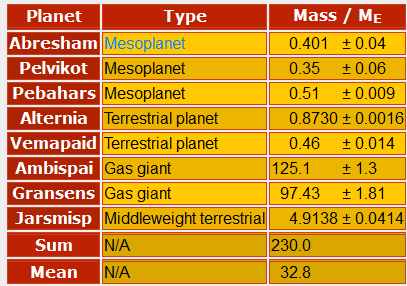 Planet Type Mass / ME
Abresham Mesoplanet 0.401 ± 0.04
Pelvikot Mesoplanet 0.35 ± 0.06
Pebahars Mesoplanet 0.51 ± 0.009
Alternia Terrestrial planet 0.8730 ± 0.0016
Vemapaid Terrestrial planet 0.46 ± 0.014
Ambispai Gas giant 125.1 ± 1.3
Gransens Gas giant 97.43 ± 1.81
Jarsmisp Middleweight terrestrial 4.9138 ± 0.0414
Sum N/A 230.0
Mean N/A 32.8